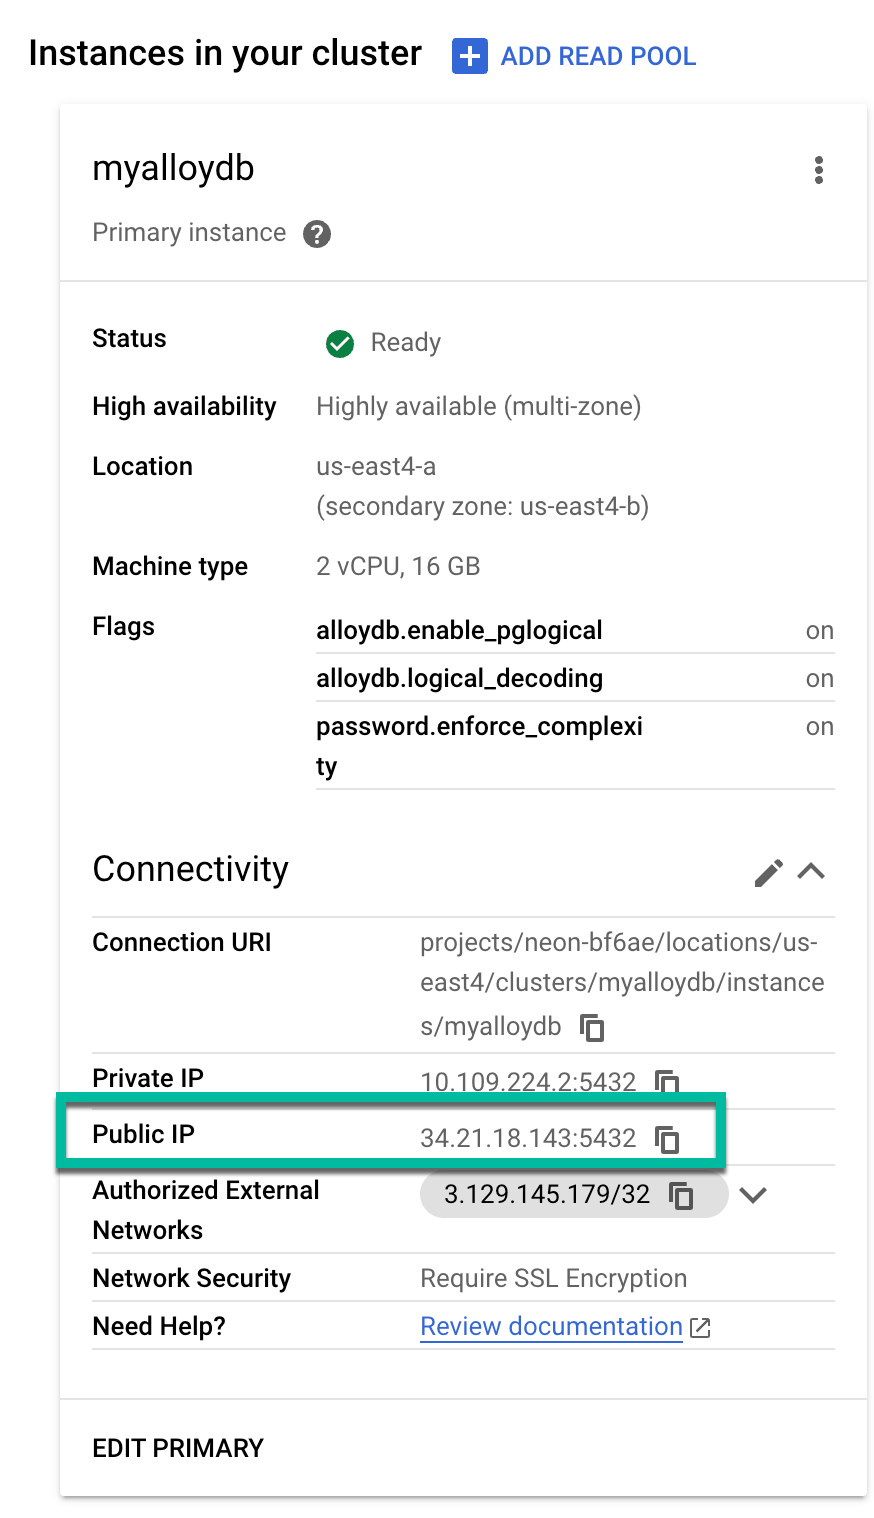 Instances in your cluster
ADD READ POOL
myalloydb
Primary instance
Status
Ready
High availability
Highly available (multi-zone)
Location
us-east4-a
(secondary zone: us-east4-b)
Machine type
2 vCPU, 16 GB
Flags
alloydb.enable_pglogical on
alloydb.logical_decoding on
password.enforce_complexi on
ty
Connectivity
Connection URI
projects/neon-bf6ae/locations/us-
east4/clusters/myalloydb/instance
s/myalloydb
Private IP
10.109.224.2:5432
Public IP
34.21.18.143:5432
Authorized External
Networks
3.129.145.179/32
Network Security
Require SSL Encryption
Need Help?
Review documentation
EDIT PRIMARY